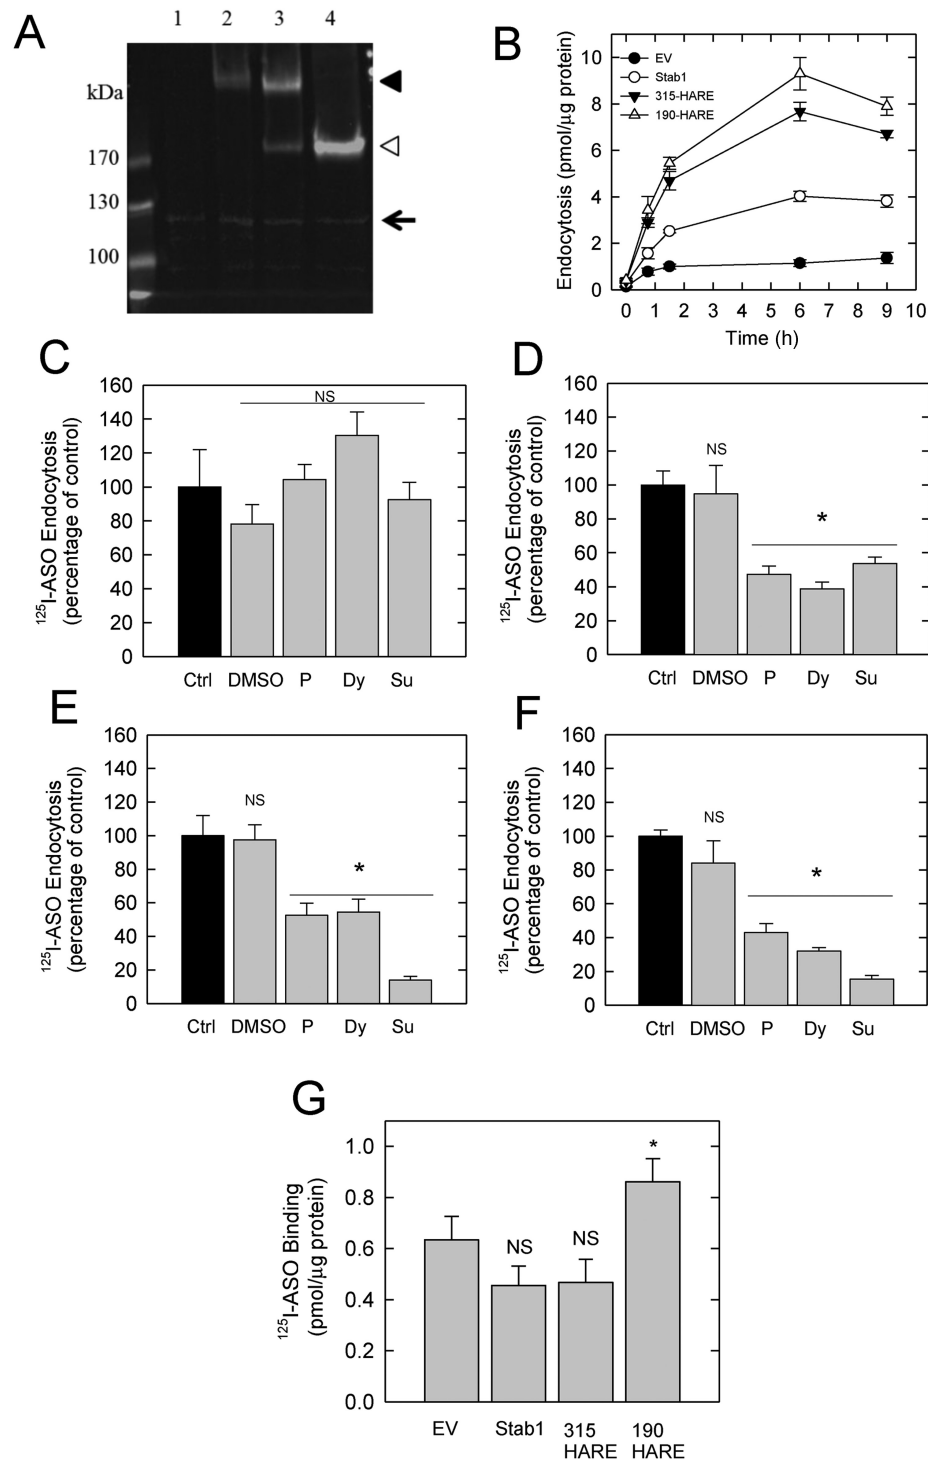 A
1 2 3 4
kDa
170
130
100
B
EV
Stab1
315-HARE
190-HARE
Endocytosis (pmol/µg protein)
10
8
6
4
2
0
0 1 2 3 4 5 6 7 8 9 10
Time (h)
C
160
140
120
100
80
60
40
20
0
125I-ASO Endocytosis
(percentage of control)
NS
Ctrl DMSO P Dy Su
D
160
140
120
100
80
60
40
20
0
125I-ASO Endocytosis
(percentage of control)
NS
*
Ctrl DMSO P Dy Su
E
160
140
120
100
80
60
40
20
0
125I-ASO Endocytosis
(percentage of control)
NS
*
Ctrl DMSO P Dy Su
F
160
140
120
100
80
60
40
20
0
125I-ASO Endocytosis
(percentage of control)
NS
*
Ctrl DMSO P Dy Su
G
1.0
0.8
0.6
0.4
0.2
0.0
125I-ASO Binding
(pmol/µg protein)
NS
NS
*
EV Stab1 315 190
HARE HARE